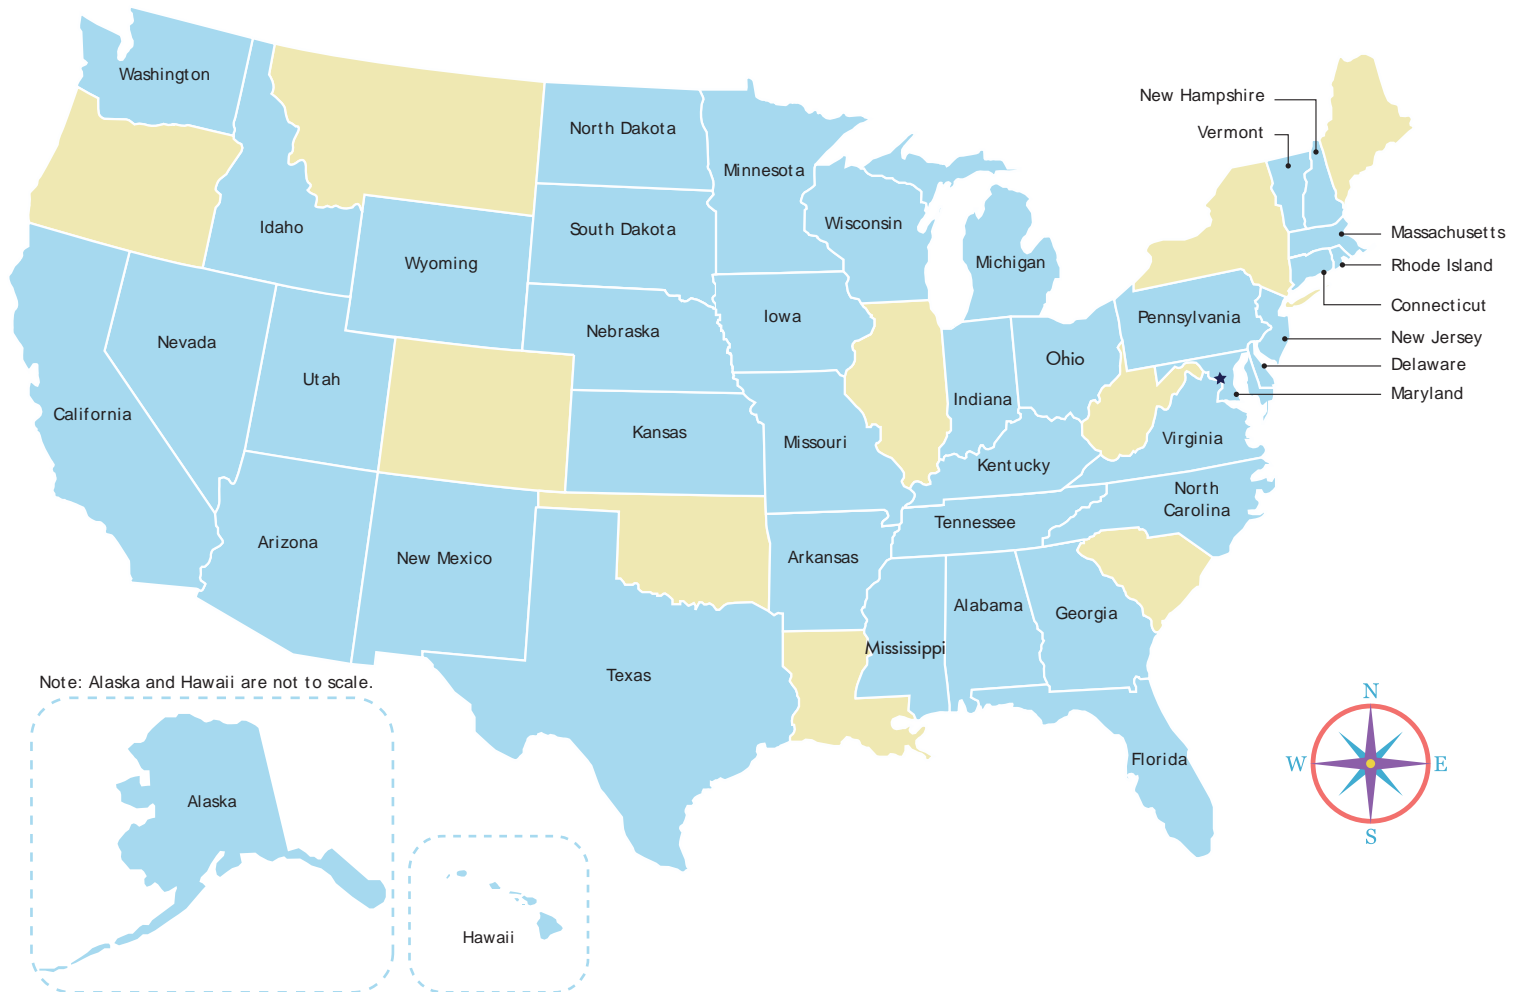 New Hampshire
Vermont
Washington
North Dakota
Minnesota
Idaho
South Dakota
Wisconsin
Massachusetts
Wyoming
Michigan
Rhode Island
Connecticut
Iowa
Pennsylvania
Nebraska
Nevada
New Jersey
Ohio
Delaware
Utah
Maryland
Indiana
California
Kansas
Missouri
Virginia
Kentucky
North
Carolina
Tennessee
Arizona
New Mexico
Arkansas
Alabama
Georgia
Mississippi
Texas
Note: Alaska and Hawaii are not to scale.
N
Florida
W
E
Alaska
S
Hawaii